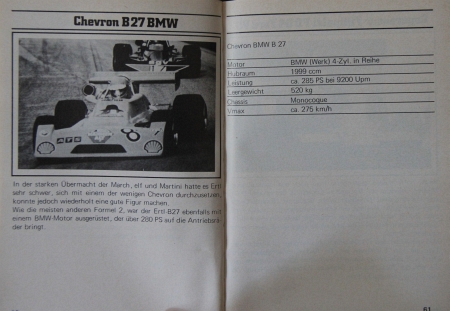 Chevron B27 BMW
ATS
8
In der starken Übermacht der March, elf und Martini hatte es Ertl
sehr schwer, sich mit einem der wenigen Chevron durchzusetzen,
konnte jedoch wiederholt eine gute Figur machen.
Wie die meisten anderen Formel 2, war der Ertl-B27 ebenfalls mit
einem BMW-Motor ausgerüstet, der über 280 PS auf die Antriebsrä-
der bringt.
Chevron BMW B 27
Motor BMW (Werk) 4-Zyl. in Reihe
Hubraum 1999 ccm
Leistung ca. 285 PS bei 9200 Upm
Leergewicht 520 kg
Chassis Monocoque
Vmax ca. 275 km/h
61